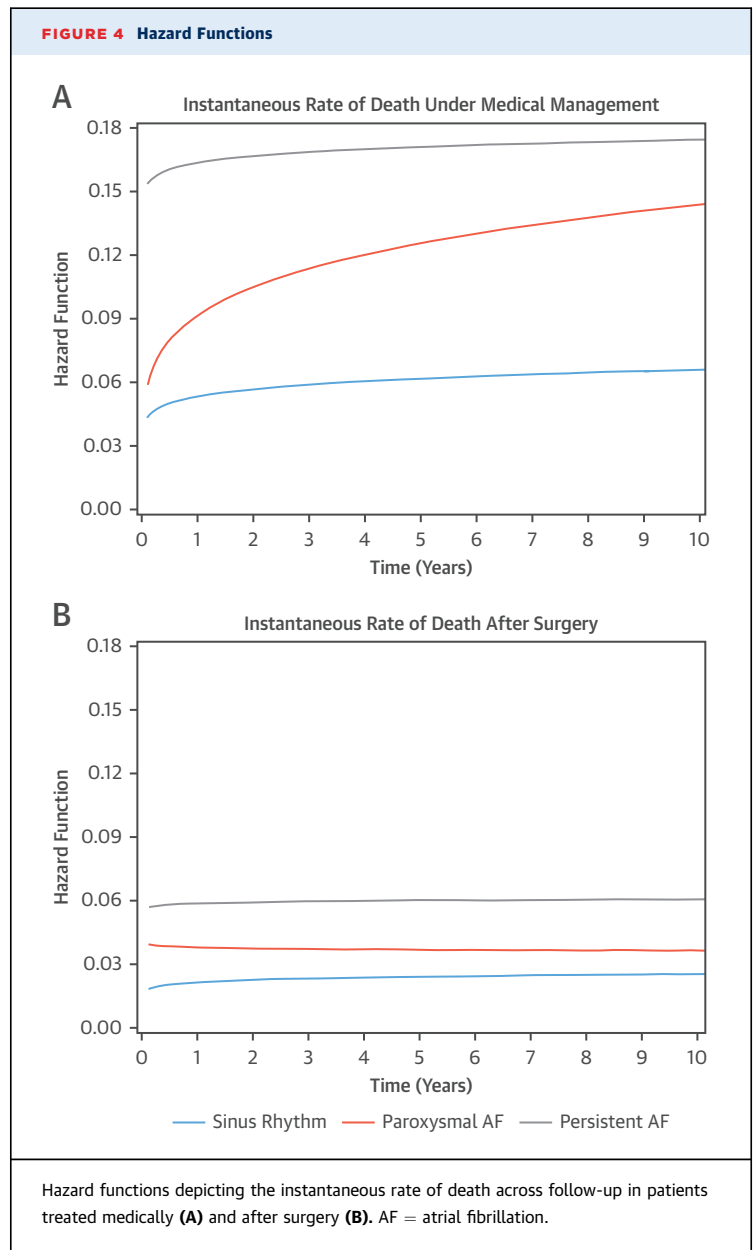 FIGURE 4 Hazard Functions
A
Instantaneous Rate of Death Under Medical Management
Hazard Function
0.18
0.15
0.12
0.09
0.06
0.03
0.00
0 1 2 3 4 5 6 7 8 9 10
Time (Years)
B
Instantaneous Rate of Death After Surgery
Hazard Function
0.18
0.15
0.12
0.09
0.06
0.03
0.00
0 1 2 3 4 5 6 7 8 9 10
Time (Years)
Sinus Rhythm Paroxysmal AF Persistent AF
Hazard functions depicting the instantaneous rate of death across follow-up in patients
treated medically (A) and after surgery (B). AF = atrial fibrillation.